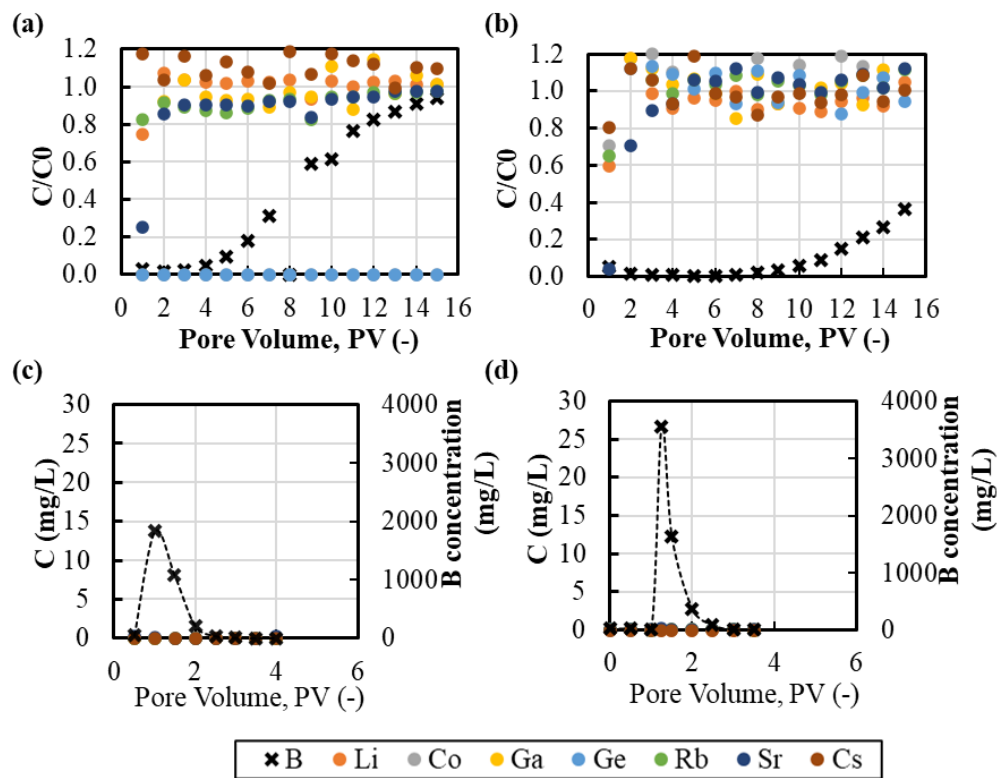 (a)
C/C0
1.2
1.0
0.8
0.6
0.4
0.2
0.0
0 2 4 6 8 10 12 14 16
Pore Volume, PV (-)
(b)
C/C0
1.2
1.0
0.8
0.6
0.4
0.2
0.0
0 2 4 6 8 10 12 14 16
Pore Volume, PV (-)
(c)
C (mg/L)
30
25
20
15
10
5
0
0 2 4 6
4000
3000
2000
1000
0
B concentration
(mg/L)
Pore Volume, PV (-)
(d)
C (mg/L)
30
25
20
15
10
5
0
0 2 4 6
4000
3000
2000
1000
0
B concentration
(mg/L)
Pore Volume, PV (-)
B Li Co Ga Ge Rb Sr Cs